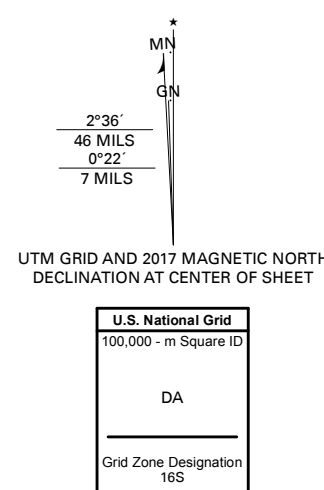 MN
GN
2°36´
46 MILS
0°22´
7 MILS
UTM GRID AND 2017 MAGNETIC NORTH
DECLINATION AT CENTER OF SHEET
U.S. National Grid
100,000 - m Square ID
DA
Grid Zone Designation
16S